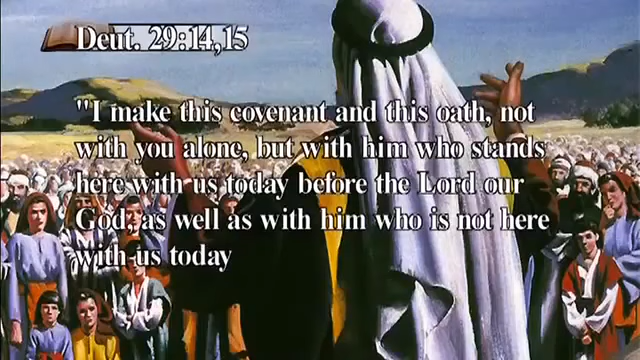 Deut. 29:14,15
"I make this covenant and this oath, not
with you alone, but with him who stands
here with us today before the Lord our
God, as well as with him who is not here
with us today